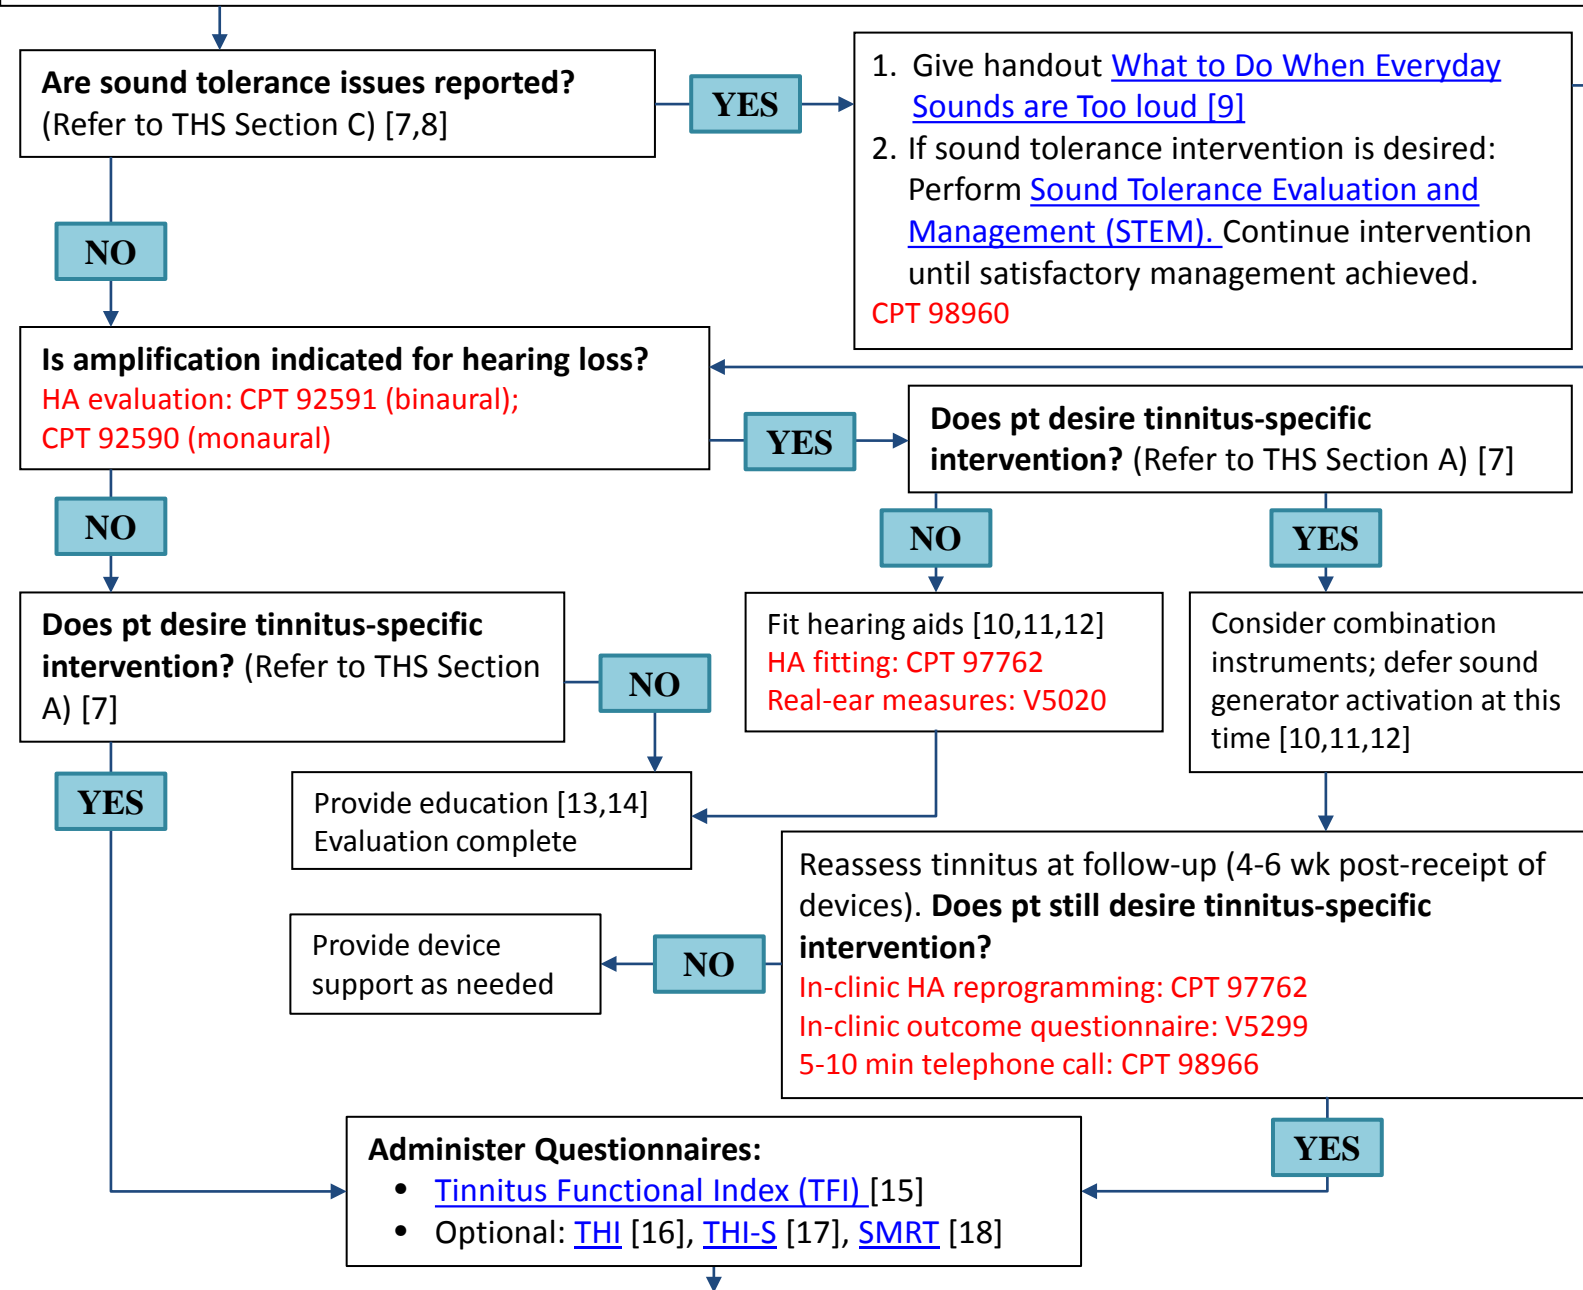 Are sound tolerance issues reported?
(Refer to THS Section C) [7,8]
YES
1. Give handout What to Do When Everyday
Sounds are Too loud [9]
2. If sound tolerance intervention is desired:
Perform Sound Tolerance Evaluation and
Management (STEM). Continue intervention
until satisfactory management achieved.
CPT 98960
NO
Is amplification indicated for hearing loss?
HA evaluation: CPT 92591 (binaural);
CPT 92590 (monaural)
YES
Does pt desire tinnitus-specific
intervention? (Refer to THS Section A) [7]
NO
NO
YES
Does pt desire tinnitus-specific
intervention? (Refer to THS Section
A) [7]
NO
Fit hearing aids [10,11,12]
HA fitting: CPT 97762
Real-ear measures: V5020
Consider combination
instruments; defer sound
generator activation at this
time [10,11,12]
YES
Provide education [13,14]
Evaluation complete
Reassess tinnitus at follow-up (4-6 wk post-receipt of
devices). Does pt still desire tinnitus-specific
intervention?
In-clinic HA reprogramming: CPT 97762
In-clinic outcome questionnaire: V5299
5-10 min telephone call: CPT 98966
NO
Provide device
support as needed
YES
Administer Questionnaires:
• Tinnitus Functional Index (TFI) [15]
• Optional: THI [16], THI-S [17], SMRT [18]